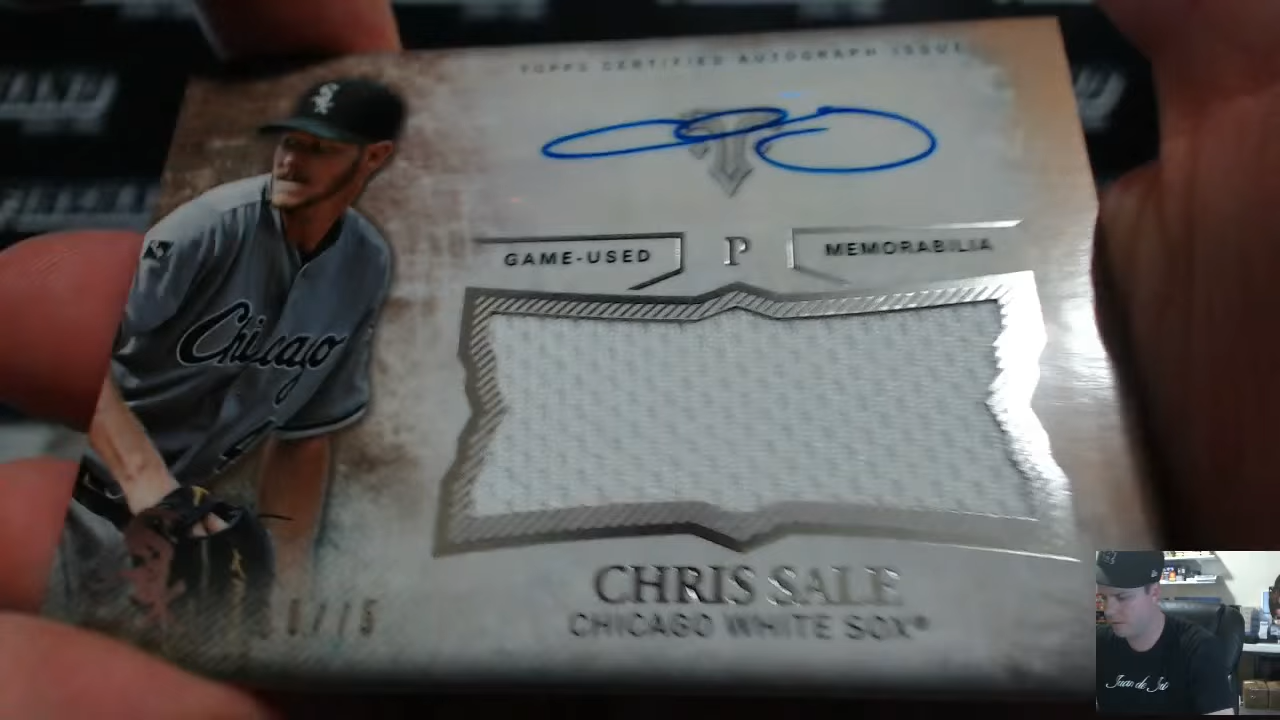 TOPPS CERTIFIED AUTOGRAPH ISSUE
GAME-USED P MEMORABILIA
Chicago
CHRIS SALE
CHICAGO WHITE SOX®